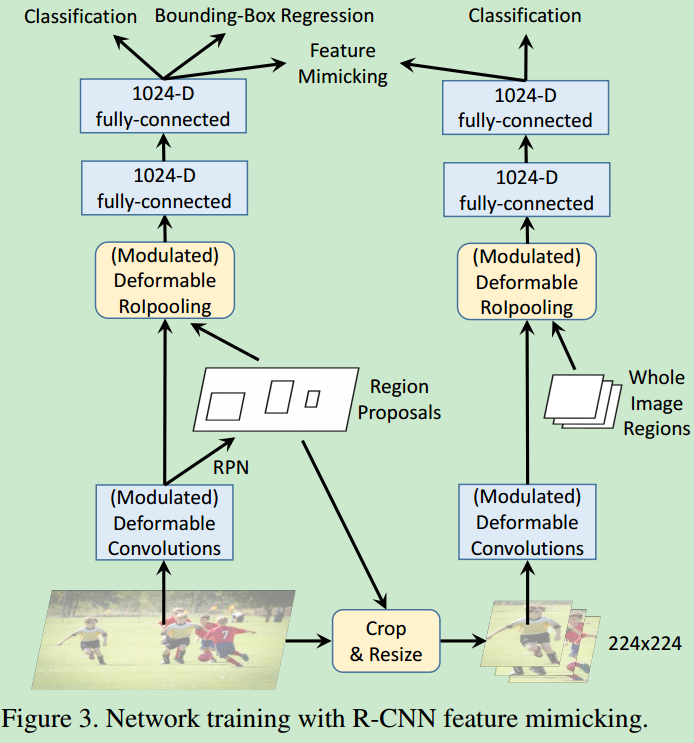 Classification
Bounding-Box Regression
Classification
Feature
Mimicking
1024-D
fully-connected
1024-D
fully-connected
1024-D
fully-connected
1024-D
fully-connected
(Modulated)
Deformable
RoIpooling
(Modulated)
Deformable
RoIpooling
Region
Proposals
Whole
Image
Regions
RPN
(Modulated)
Deformable
Convolutions
(Modulated)
Deformable
Convolutions
7
Crop
& Resize
224x224
Figure 3. Network training with R-CNN feature mimicking.